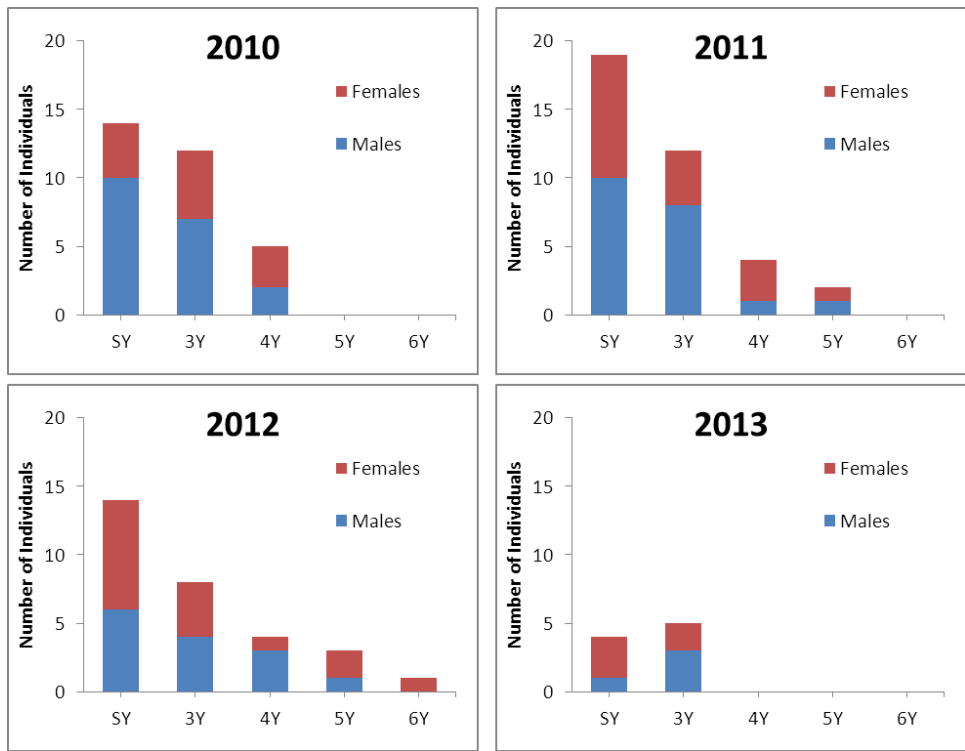 2010
Number of Individuals
20
15
10
5
0
Females
Males
SY 3Y 4Y 5Y 6Y
2011
Number of Individuals
20
15
10
5
0
Females
Males
SY 3Y 4Y 5Y 6Y
2012
Number of Individuals
20
15
10
5
0
Females
Males
SY 3Y 4Y 5Y 6Y
2013
Number of Individuals
20
15
10
5
0
Females
Males
SY 3Y 4Y 5Y 6Y